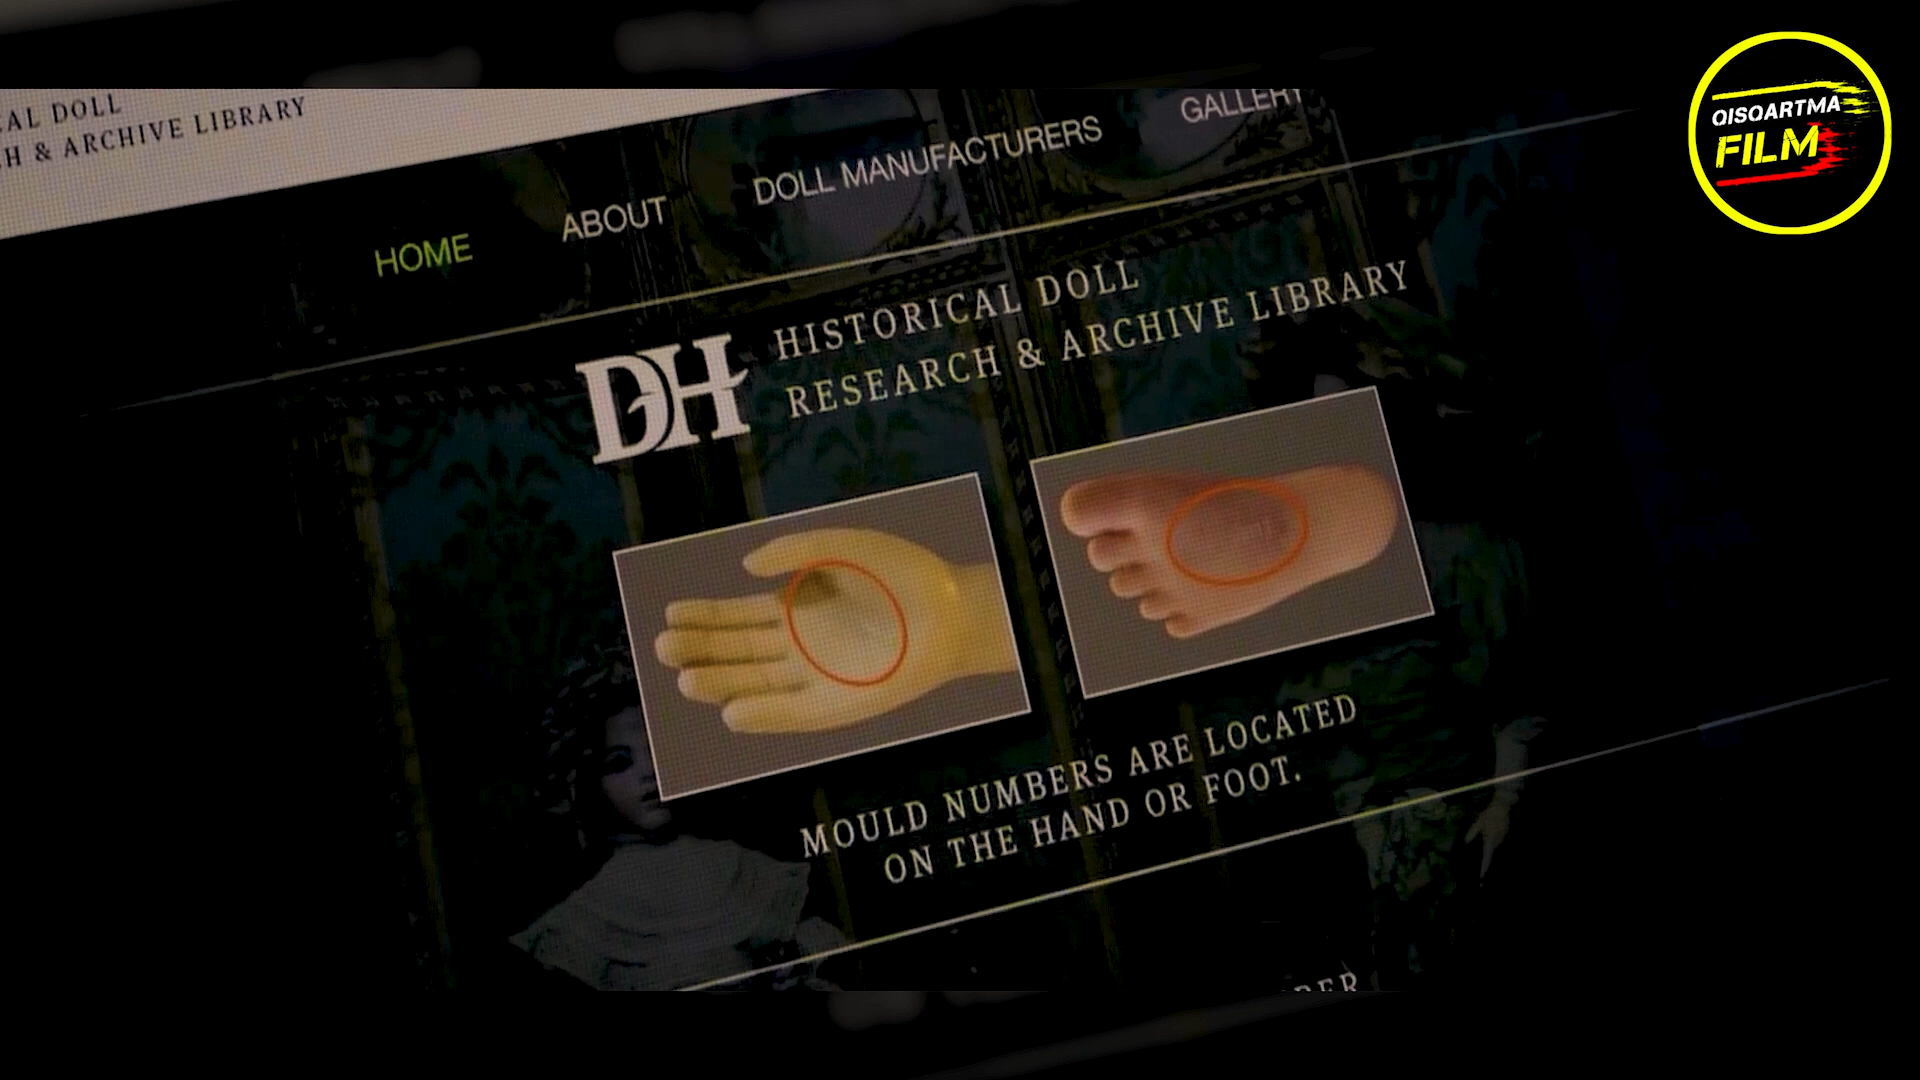 AL DOLL
H & ARCHIVE LIBRARY
HOME
ABOUT
DOLL MANUFACTURERS
GALLERY
DH
HISTORICAL DOLL
RESEARCH & ARCHIVE LIBRARY
MOULD NUMBERS ARE LOCATED
ON THE HAND OR FOOT.
OISOARTMA
FILM